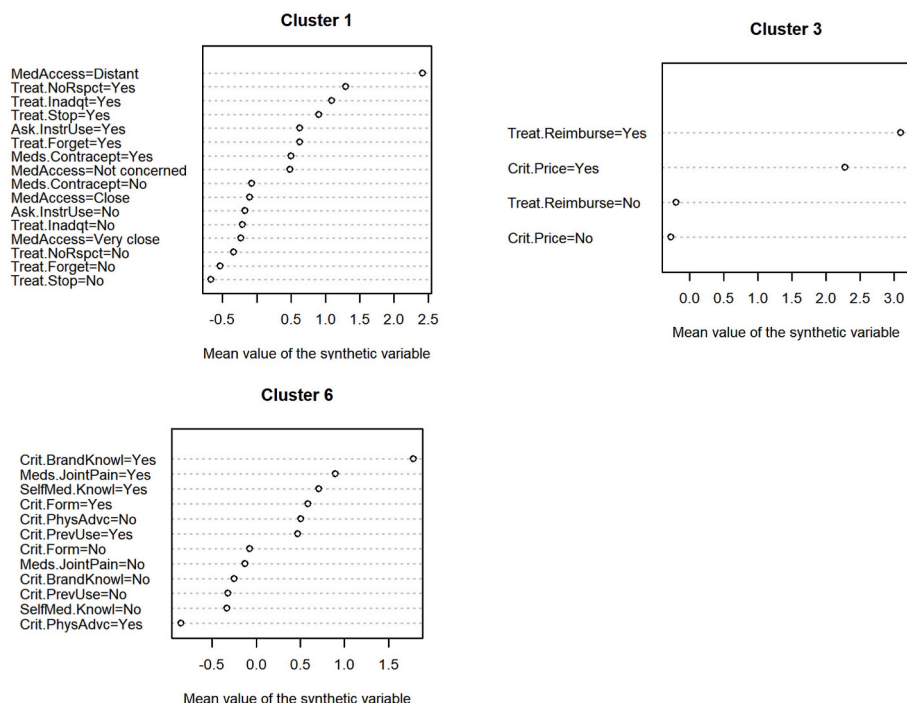 Cluster 1
MedAccess=Distant
Treat.NoRspct=Yes
Treat.Inadqt=Yes
Treat.Stop=Yes
Ask.InstrUse=Yes
Treat.Forget=Yes
Meds.Contracept=Yes
MedAccess=Not concerned
Meds.Contracept=No
MedAccess=Close
Ask.InstrUse=No
Treat.Inadqt=No
MedAccess=Very close
Treat.NoRspct=No
Treat.Forget=No
Treat.Stop=No
-0.5 0.5 1.0 1.5 2.0 2.5
Mean value of the synthetic variable
Cluster 3
Treat.Reimburse=Yes
Crit.Price=Yes
Treat.Reimburse=No
Crit.Price=No
0.0 0.5 1.0 1.5 2.0 2.5 3.0
Mean value of the synthetic variable
Cluster 6
Crit.BrandKnowl=Yes
Meds.JointPain=Yes
SelfMed.Knowl=Yes
Crit.Form=Yes
Crit.PhysAdvc=No
Crit.PrevUse=Yes
Crit.Form=No
Meds.JointPain=No
Crit.BrandKnowl=No
Crit.PrevUse=No
SelfMed.Knowl=No
Crit.PhysAdvc=Yes
-0.5 0.0 0.5 1.0 1.5
Mean value of the synthetic variable